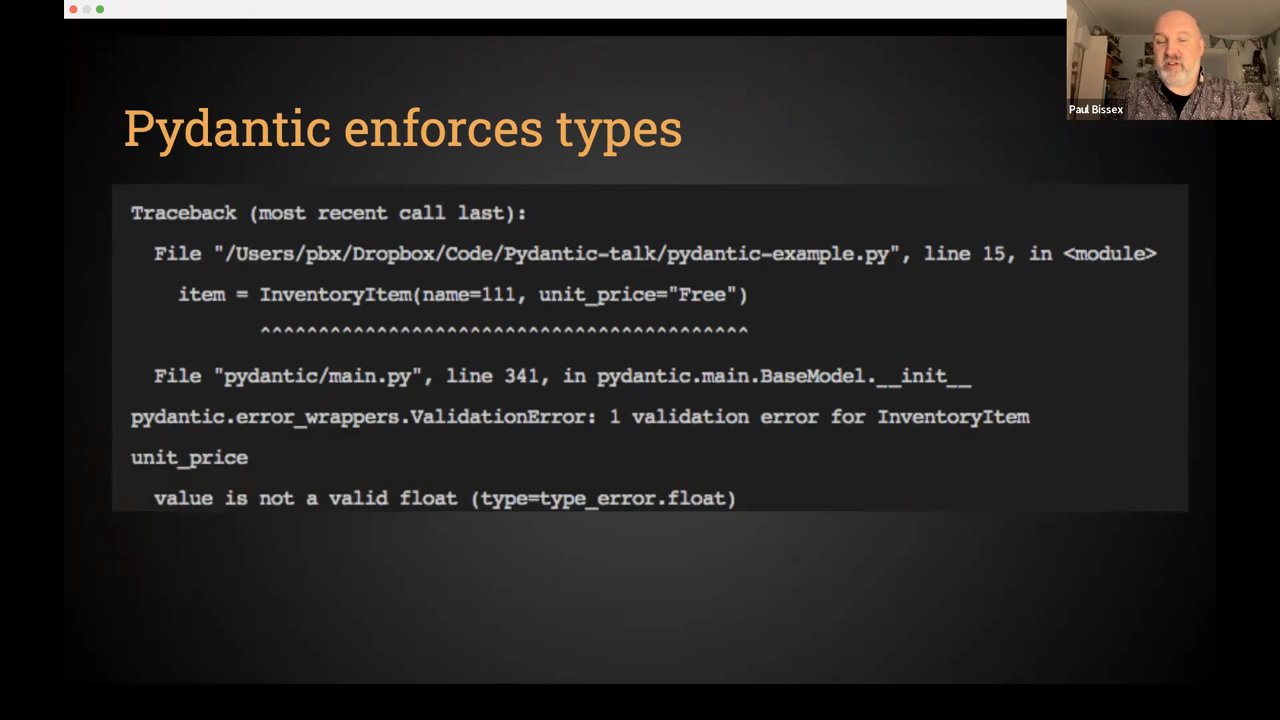 Pydantic enforces types
Paul Bissex
Traceback (most recent call last):
  File "/Users/pbx/Dropbox/Code/Pydantic-talk/pydantic-example.py", line 15, in <module>
    item = InventoryItem(name=111, unit_price="Free")
           ^^^^^^^^^^^^^^^^^^^^^^^^^^^^^^^^^^^^^^^^^^
  File "pydantic/main.py", line 341, in pydantic.main.BaseModel.__init__
pydantic.error_wrappers.ValidationError: 1 validation error for InventoryItem
unit_price
  value is not a valid float (type=type_error.float)